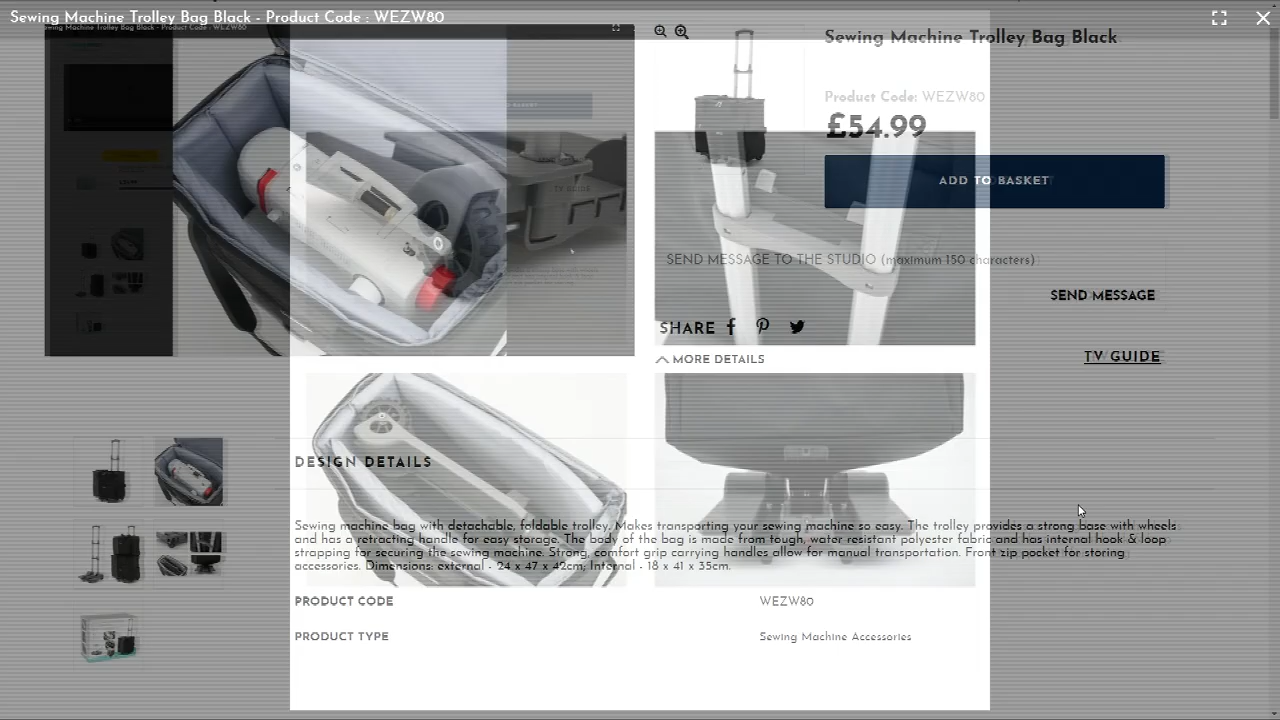 Sewing Machine Trolley Bag Black - Product Code : WEZW80
Sewing Machine Trolley Bag Black
Product Code: WEZW80
£54.99
ADD TO BASKET
TV GUIDE
SEND MESSAGE TO THE STUDIO (maximum 150 characters)
SEND MESSAGE
SHARE
MORE DETAILS
TV GUIDE
DESIGN DETAILS
Sewing machine bag with detachable, foldable trolley. Makes transporting your sewing machine so easy. The trolley provides a strong base with wheels
and has a retracting handle for easy storage. The body of the bag is made from tough, water resistant polyester fabric and has internal hook & loop
strapping for securing the sewing machine. Strong, comfort grip carrying handles allow for manual transportation. Front zip pocket for storing
accessories. Dimensions: external - 24 x 47 x 42cm; Internal - 18 x 41 x 35cm.
PRODUCT CODE WEZW80
PRODUCT TYPE Sewing Machine Accessories